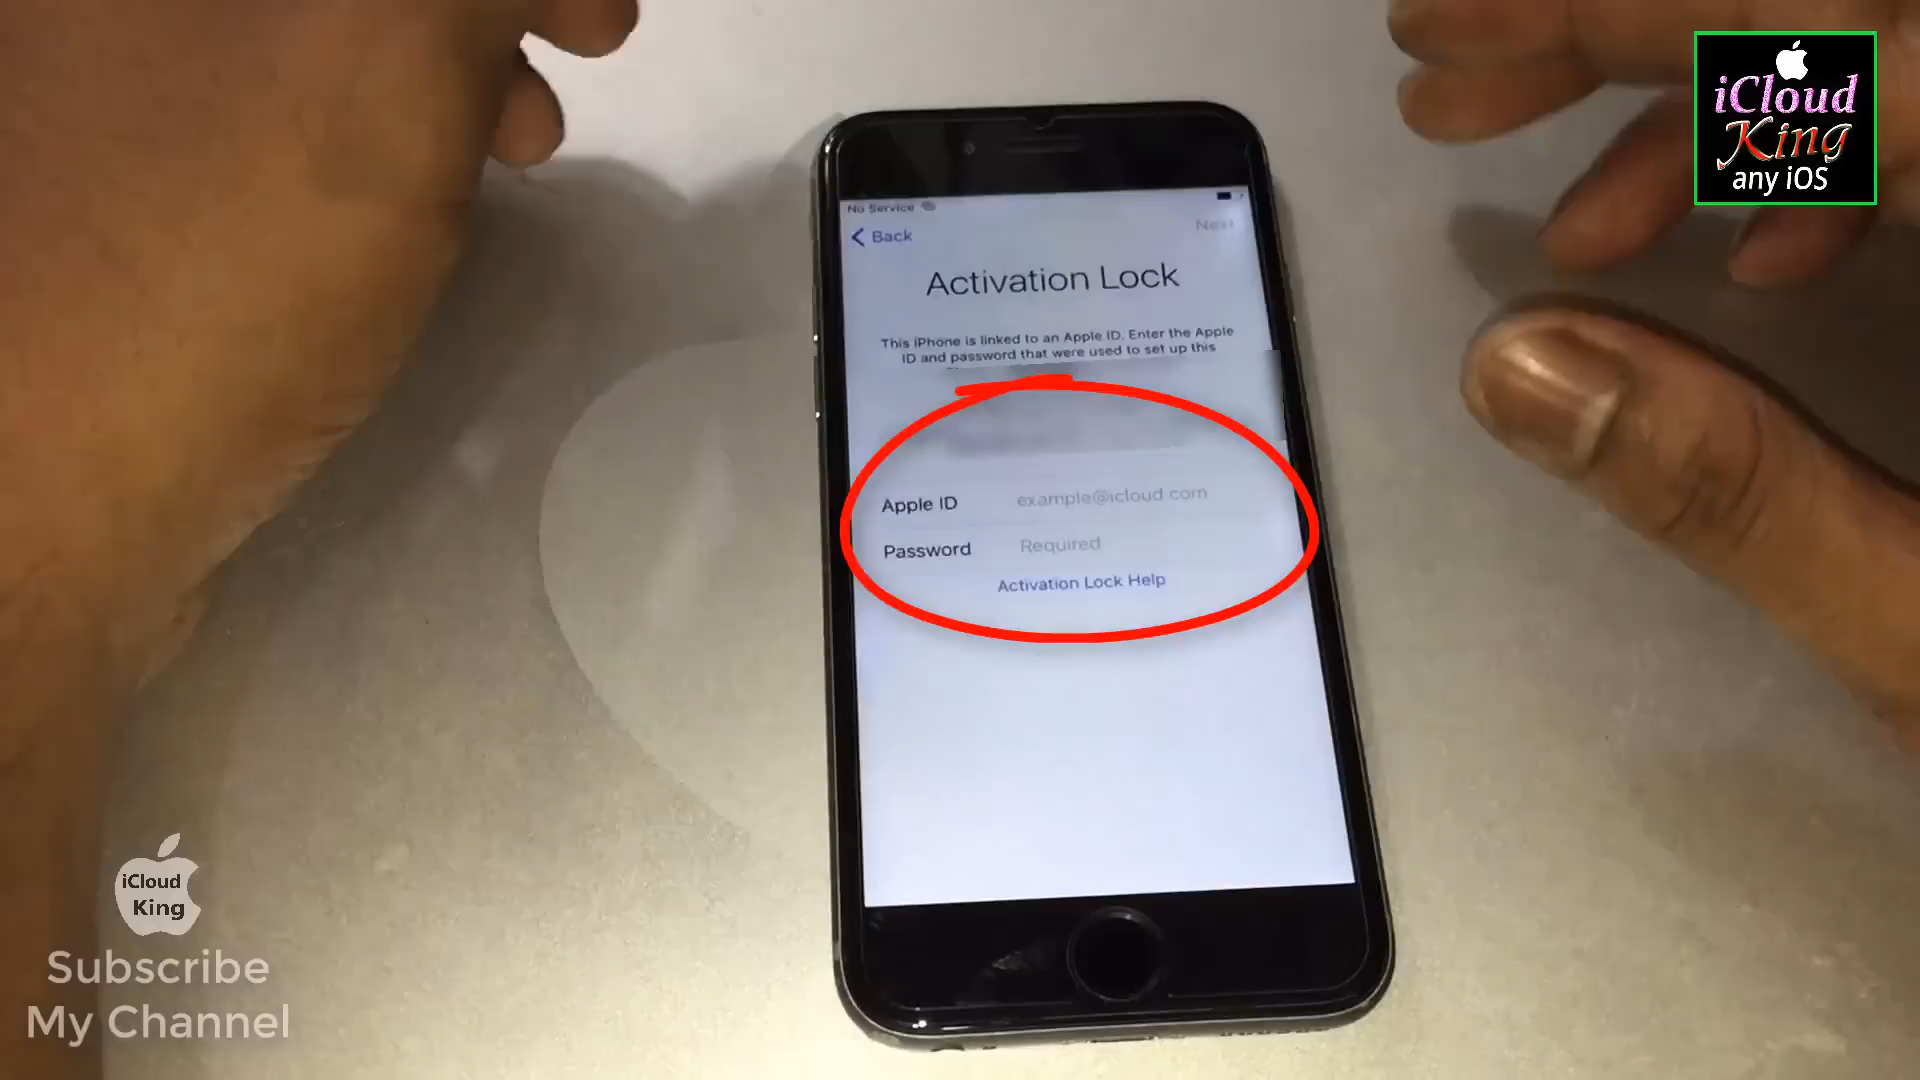 iCloud
King
any iOS
No Service
Back
Next
Activation Lock
This iPhone is linked to an Apple ID. Enter the Apple
ID and password that were used to set up this
Apple ID example@icloud.com
Password Required
Activation Lock Help
iCloud
King
Subscribe
My Channel